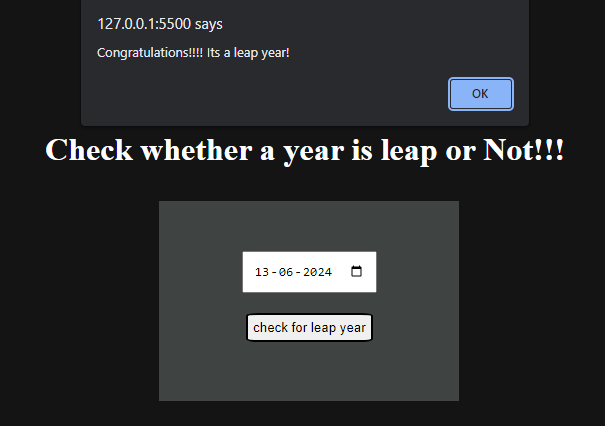 127.0.0.1:5500 says
Congratulations!!!! Its a leap year!
OK
Check whether a year is leap or Not!!!
13-06-2024
check for leap year